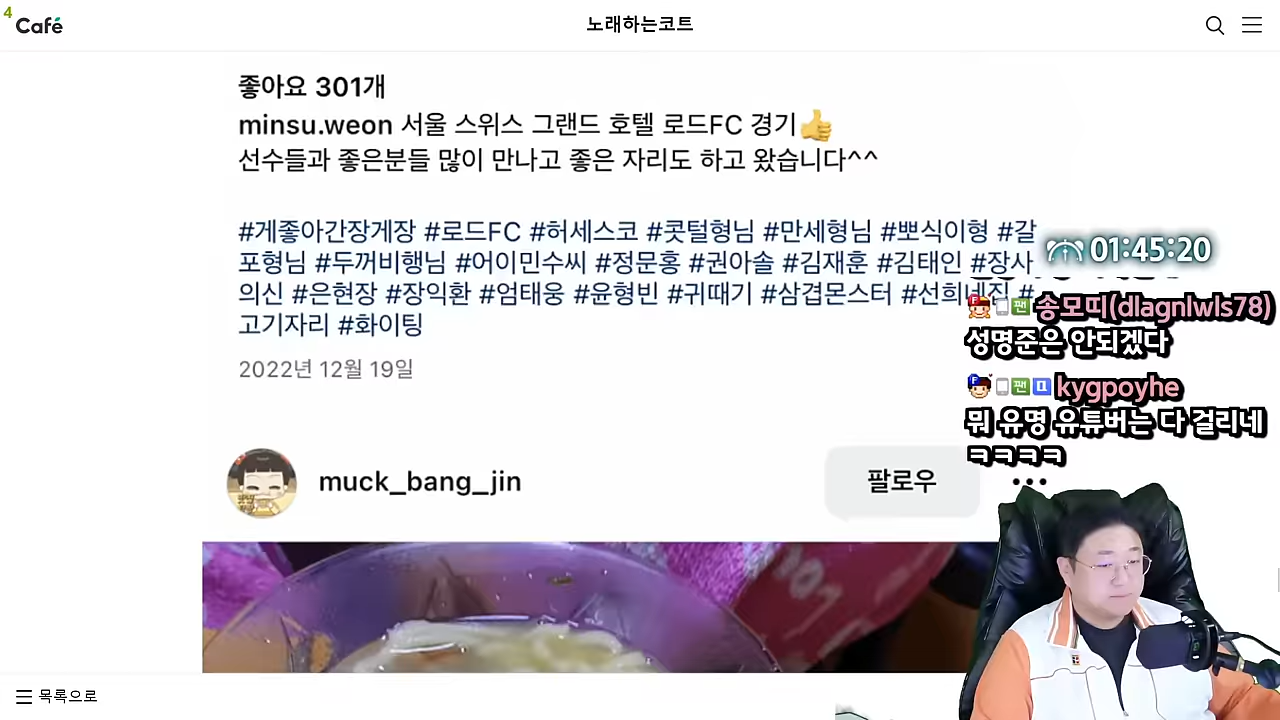 4
Café
노래하는코트
좋아요 301개
minsu.weon 서울 스위스 그랜드 호텔 로드FC 경기👍
선수들과 좋은분들 많이 만나고 좋은 자리도 하고 왔습니다^^
#게좋아간장게장 #로드FC #허세스코 #콧털형님 #만세형님 #뽀식이형 #갈
포형님 #두꺼비행님 #어이민수씨 #정문홍 #권아솔 #김재훈 #김태인 #장사
의신 #은현장 #장익환 #엄태웅 #윤형빈 #귀때기 #삼겹몬스터 #선희네집 #
고기자리 #화이팅
2022년 12월 19일
01:45:20
송모띠(dlagnlwls78)
성명준은 안되겠다
kygpoyhe
뭐 유명 유튜버는 다 걸리네
ㅋㅋㅋㅋ
muck_bang_jin
팔로우
목록으로